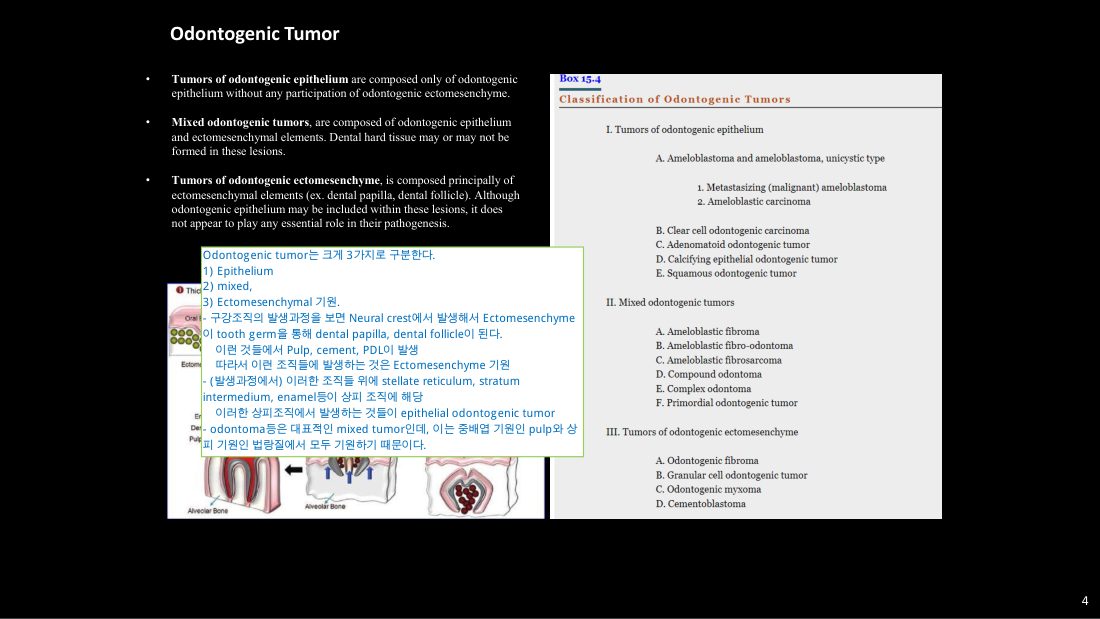 Odontogenic Tumor
• Tumors of odontogenic epithelium are composed only of odontogenic
epithelium without any participation of odontogenic ectomesenchyme.
• Mixed odontogenic tumors, are composed of odontogenic epithelium
and ectomesenchymal elements. Dental hard tissue may or may not be
formed in these lesions.
• Tumors of odontogenic ectomesenchyme, is composed principally of
ectomesenchymal elements (ex. dental papilla, dental follicle). Although
odontogenic epithelium may be included within these lesions, it does
not appear to play any essential role in their pathogenesis.
Odontogenic tumor는 크게 3가지로 구분한다.
1) Epithelium
2) mixed,
3) Ectomesenchymal 기원.
- 구강조직의 발생과정을 보면 Neural crest에서 발생해서 Ectomesenchyme
이 tooth germ을 통해 dental papilla, dental follicle이 된다.
이런 것들에서 Pulp, cement, PDL이 발생
따라서 이런 조직들에 발생하는 것은 Ectomesenchyme 기원
- (발생과정에서) 이러한 조직들 위에 stellate reticulum, stratum
intermedium, enamel등이 상피 조직에 해당
이러한 상피조직에서 발생하는 것들이 epithelial odontogenic tumor
- odontoma등은 대표적인 mixed tumor인데, 이는 중배엽 기원인 pulp와 상
피 기원인 법랑질에서 모두 기원하기 때문이다.
1
Oral
Ectom
Pulp
Alveolar Bone
Alveolar Bone
Box 15.4
Classification of Odontogenic Tumors
I. Tumors of odontogenic epithelium
A. Ameloblastoma and ameloblastoma, unicystic type
1. Metastasizing (malignant) ameloblastoma
2. Ameloblastic carcinoma
B. Clear cell odontogenic carcinoma
C. Adenomatoid odontogenic tumor
D. Calcifying epithelial odontogenic tumor
E. Squamous odontogenic tumor
II. Mixed odontogenic tumors
A. Ameloblastic fibroma
B. Ameloblastic fibro-odontoma
C. Ameloblastic fibrosarcoma
D. Compound odontoma
E. Complex odontoma
F. Primordial odontogenic tumor
III. Tumors of odontogenic ectomesenchyme
A. Odontogenic fibroma
B. Granular cell odontogenic tumor
C. Odontogenic myxoma
D. Cementoblastoma
4